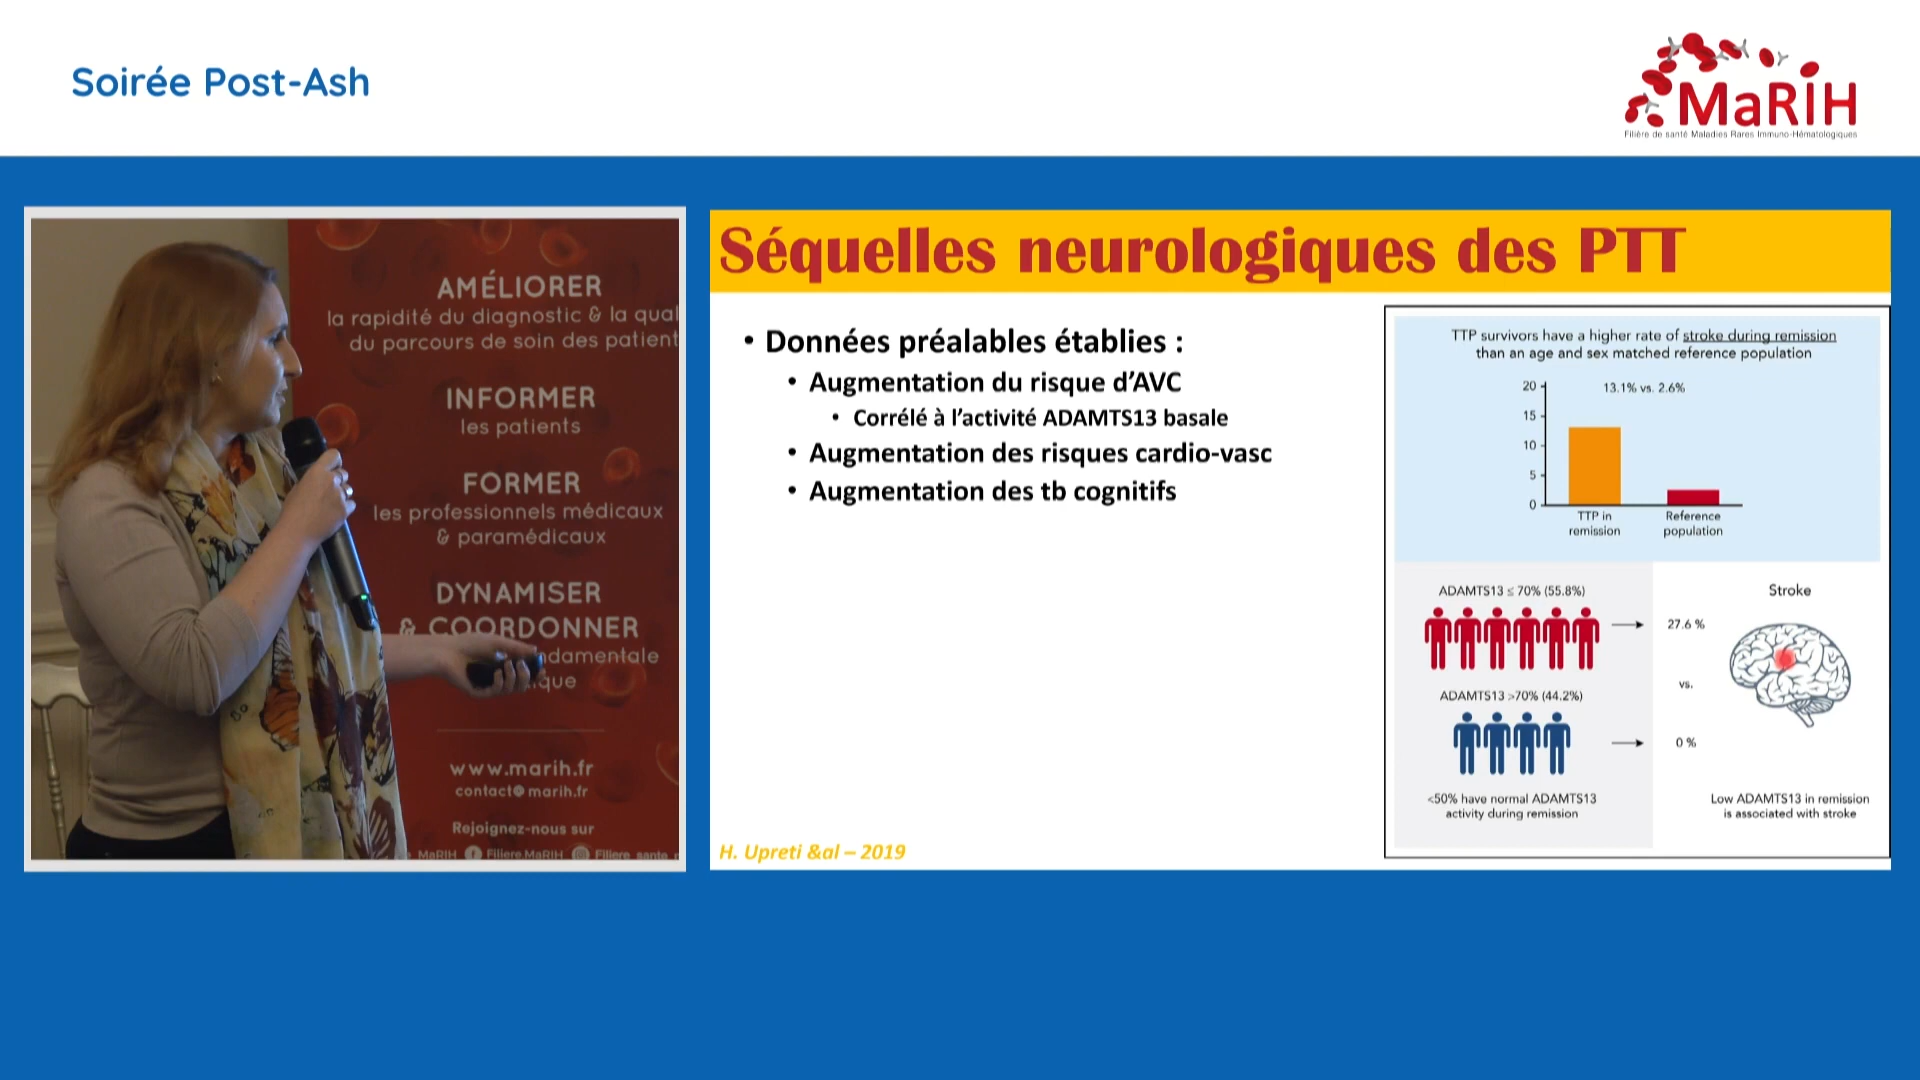 Soirée Post-Ash
MaRIH
Filière de santé Maladies Rares Immuno-Hématologiques
AMÉLIORER
la rapidité du diagnostic & la qual
du parcours de soin des patient
INFORMER
les patients
FORMER
les professionnels médicaux
& paramédicaux
DYNAMISER
& COORDONNER
ndamentale
ique
www.marih.fr
contact@marih.fr
Rejoignez-nous sur
MaRIH Filiere.MaRIH Filiere_sante
Séquelles neurologiques des PTT
• Données préalables établies :
• Augmentation du risque d'AVC
• Corrélé à l'activité ADAMTS13 basale
• Augmentation des risques cardio-vasc
• Augmentation des tb cognitifs
H. Upreti &al – 2019
TTP survivors have a higher rate of stroke during remission
than an age and sex matched reference population
13.1% vs. 2.6%
20
15
10
5
0
TTP in
remission
Reference
population
ADAMTS13 ≤ 70% (55.8%)
ADAMTS13 >70% (44.2%)
<50% have normal ADAMTS13
activity during remission
Stroke
27.6 %
vs.
0 %
Low ADAMTS13 in remission
is associated with stroke